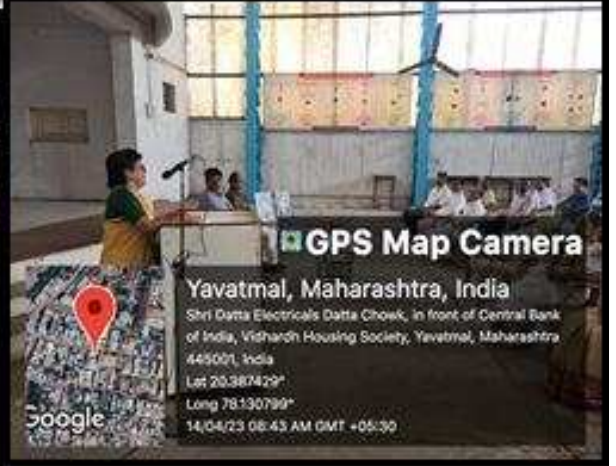 GPS Map Camera
Yavatmal, Maharashtra, India
Shri Datta Electricals Datta Chowk, in front of Central Bank
of India, Vidhardh Housing Society, Yavatmal, Maharashtra
445001, India
Lat 20.387429°
Long 78.130799°
14/04/23 08:43 AM GMT +05:30
Google